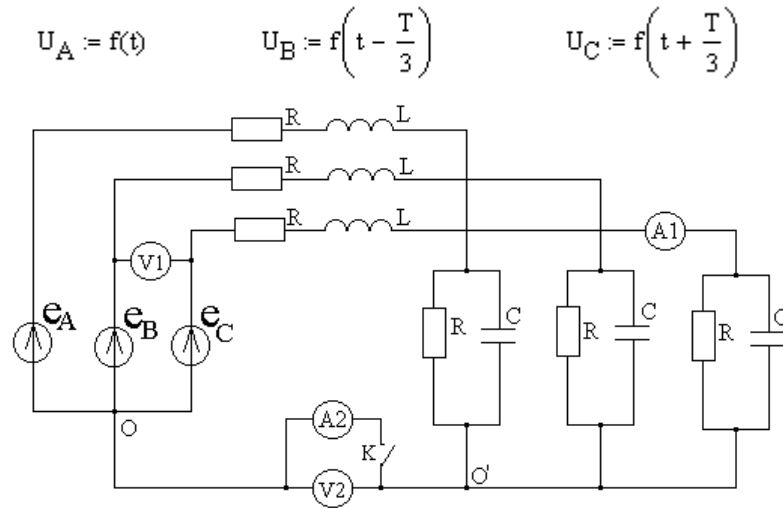 U_A := f(t) U_B := f(t - T/3) U_C := f(t + T/3)
R L
R L
R L
A1
V1
e_A e_B e_C
R C R C R C
O
A2
K
V2
O'